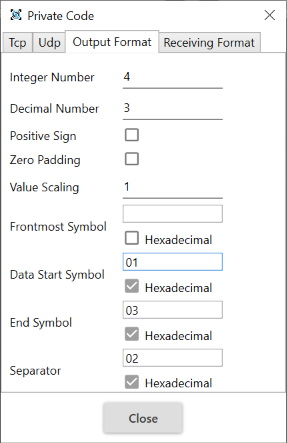 Private Code
Tcp Udp Output Format Receiving Format
Integer Number 4
Decimal Number 3
Positive Sign
Zero Padding
Value Scaling 1
Frontmost Symbol
Hexadecimal
01
Data Start Symbol
Hexadecimal
03
End Symbol
Hexadecimal
02
Separator
Hexadecimal
Close